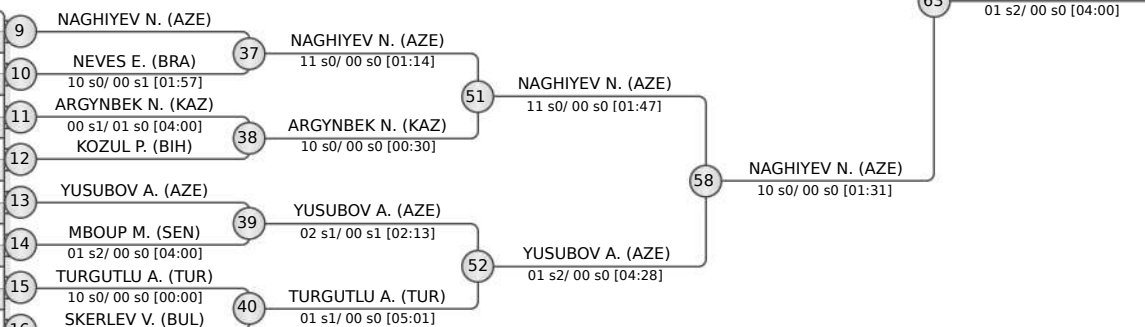 63
01 s2/ 00 s0 [04:00]
9
NAGHIYEV N. (AZE)
37
NAGHIYEV N. (AZE)
11 s0/ 00 s0 [01:14]
10
NEVES E. (BRA)
10 s0/ 00 s1 [01:57]
51
NAGHIYEV N. (AZE)
11 s0/ 00 s0 [01:47]
11
ARGYNBEK N. (KAZ)
00 s1/ 01 s0 [04:00]
38
ARGYNBEK N. (KAZ)
10 s0/ 00 s0 [00:30]
12
KOZUL P. (BIH)
58
NAGHIYEV N. (AZE)
10 s0/ 00 s0 [01:31]
13
YUSUBOV A. (AZE)
39
YUSUBOV A. (AZE)
02 s1/ 00 s1 [02:13]
14
MBOUP M. (SEN)
01 s2/ 00 s0 [04:00]
52
YUSUBOV A. (AZE)
01 s2/ 00 s0 [04:28]
15
TURGUTLU A. (TUR)
10 s0/ 00 s0 [00:00]
40
TURGUTLU A. (TUR)
01 s1/ 00 s0 [05:01]
16
SKERLEV V. (BUL)